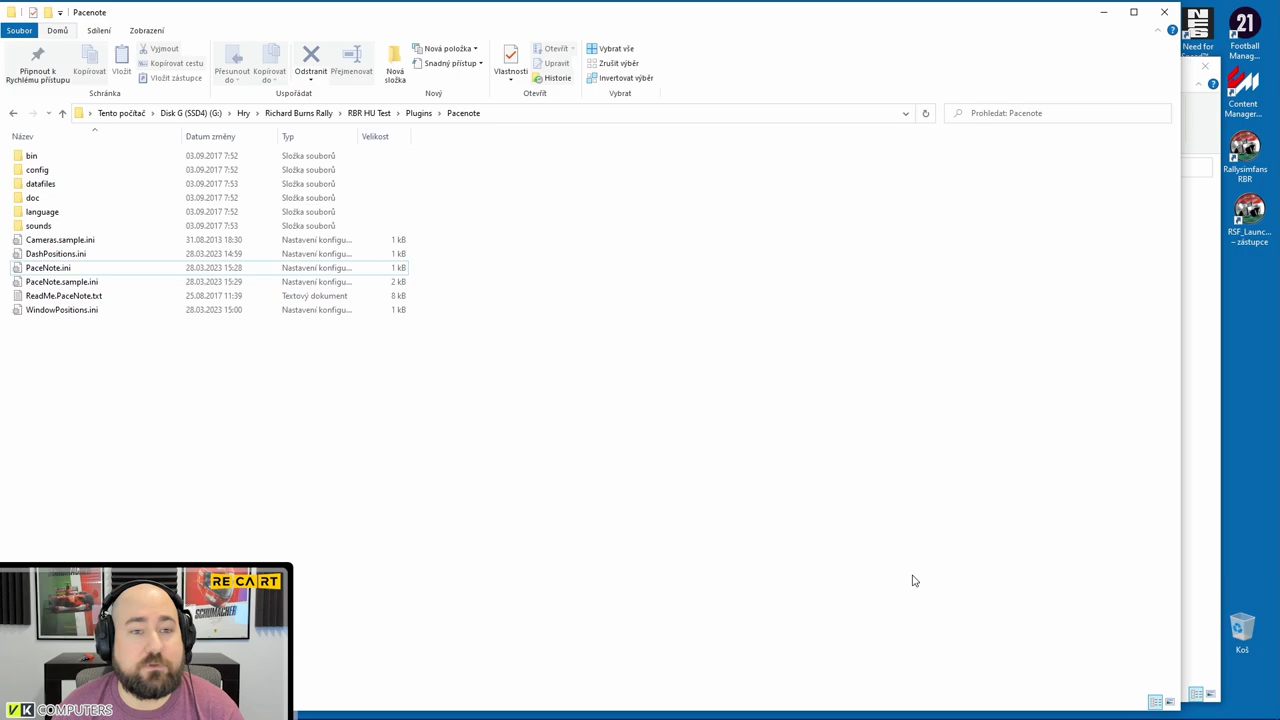 Pacenote
Soubor Domů Sdílení Zobrazení
Připnout k Rychlému přístupu
Kopírovat
Vložit
Vyjmout
Kopírovat cestu
Vložit zástupce
Schránka
Přesunout do
Kopírovat do
Odstranit
Přejmenovat
Uspořádat
Nová složka
Nová položka
Snadný přístup
Nový
Vlastnosti
Otevřít
Upravit
Historie
Otevřít
Vybrat vše
Zrušit výběr
Invertovat výběr
Vybrat
Tento počítač > Disk G (SSD4) (G:) > Hry > Richard Burns Rally > RBR HU Test > Plugins > Pacenote
Prohledat: Pacenote
Název Datum změny Typ Velikost
bin 03.09.2017 7:52 Složka souborů
config 03.09.2017 7:52 Složka souborů
datafiles 03.09.2017 7:53 Složka souborů
doc 03.09.2017 7:52 Složka souborů
language 03.09.2017 7:52 Složka souborů
sounds 03.09.2017 7:53 Složka souborů
Cameras.sample.ini 31.08.2013 18:30 Nastavení konfigu... 1 kB
DashPositions.ini 28.03.2023 14:59 Nastavení konfigu... 1 kB
PaceNote.ini 28.03.2023 15:28 Nastavení konfigu... 1 kB
PaceNote.sample.ini 28.03.2023 15:29 Nastavení konfigu... 2 kB
ReadMe.PaceNote.txt 25.08.2017 11:39 Textový dokument 8 kB
WindowPositions.ini 28.03.2023 15:00 Nastavení konfigu... 1 kB
Need for
21
Football Manag...
Content Manager...
Rallysimfans RBR
RSF_Launc... – zástupce
Koš
RE CART
SCHUMACHER
VK COMPUTERS